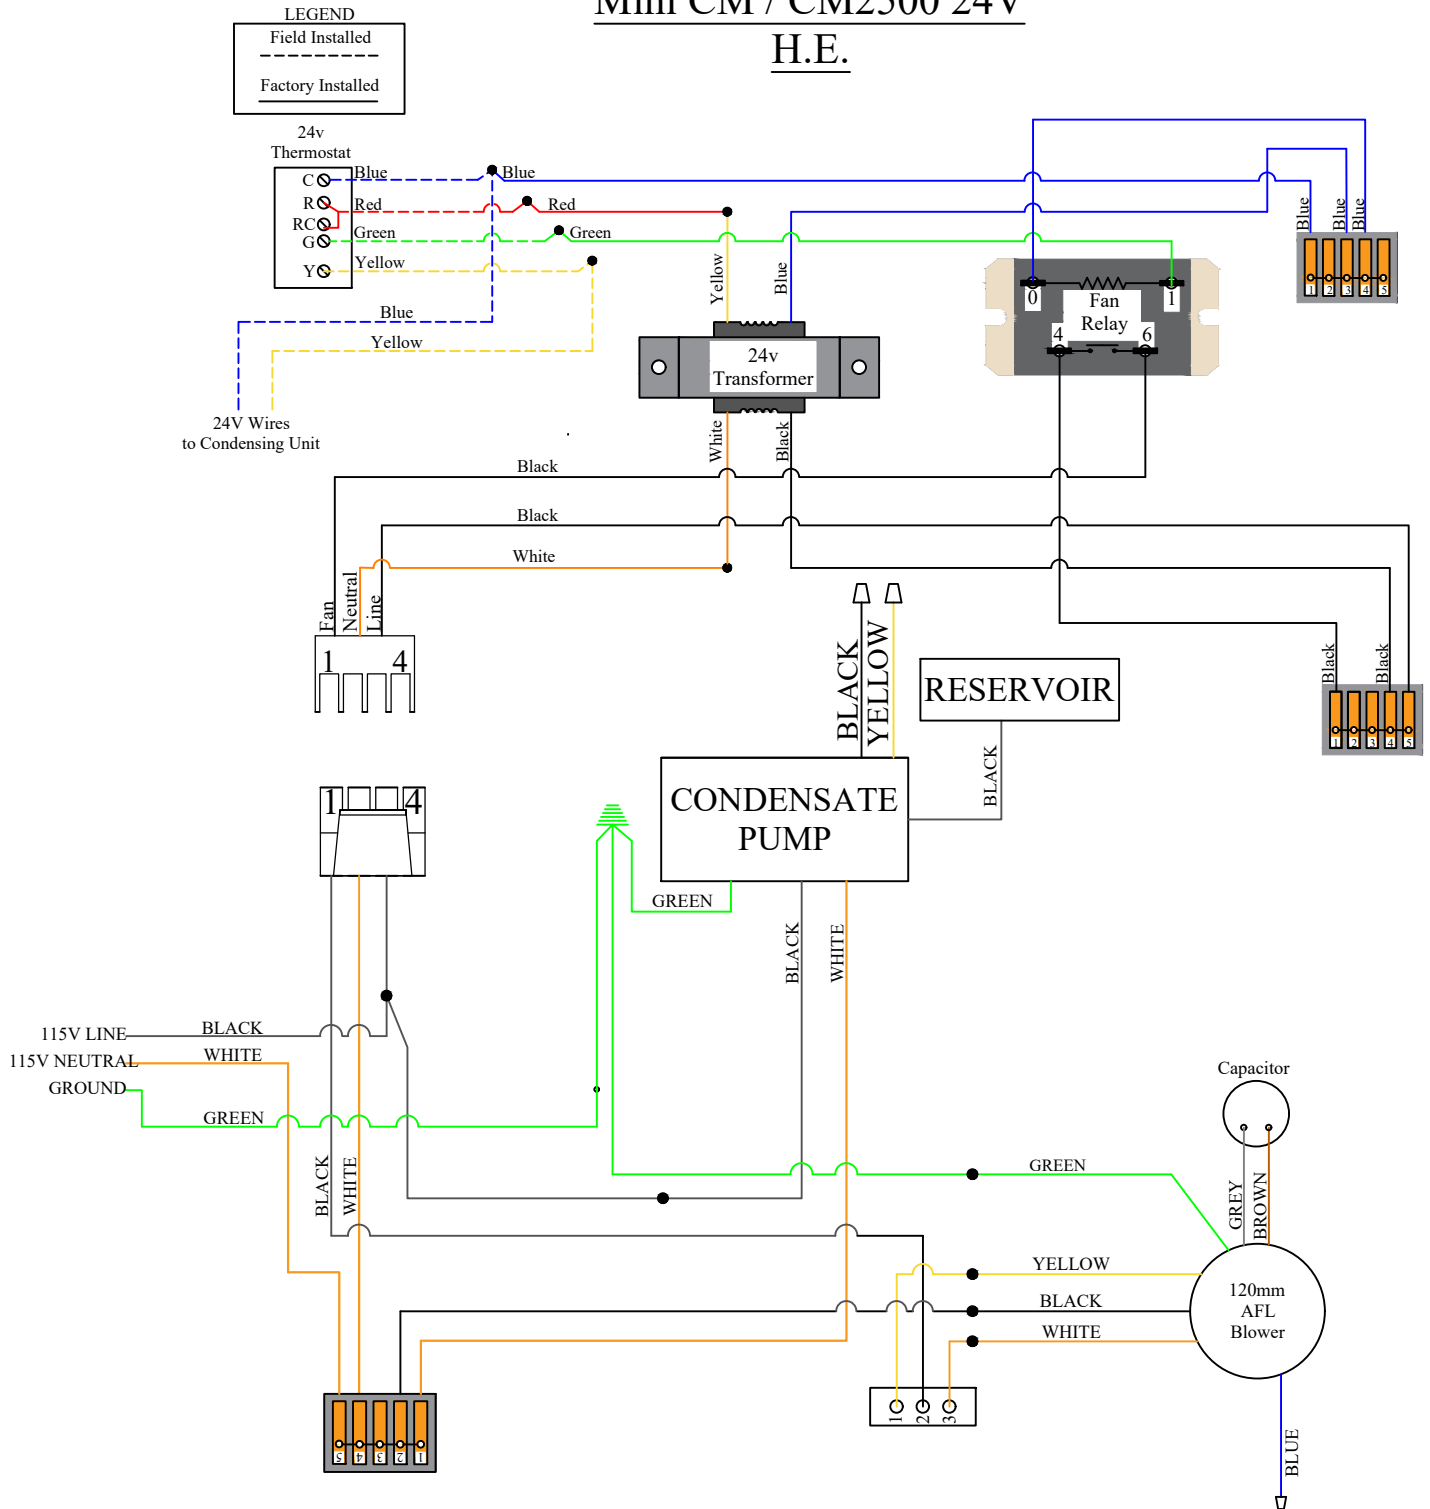 Mini CM / CM2500 24V
H.E.
LEGEND
Field Installed
Factory Installed
24v
Thermostat
C
R
RC
G
Y
Blue
Red
Green
Yellow
Blue
Red
Green
Blue
Yellow
24V Wires
to Condensing Unit
Yellow
Blue
24v
Transformer
White
Black
0
1
Fan
Relay
4
6
Blue
Blue
Blue
1 2 3 4 5
Black
Black
White
Fan
Neutral
Line
1 4
BLACK
YELLOW
RESERVOIR
BLACK
Black
Black
1 2 3 4 5
1 4
CONDENSATE
PUMP
GREEN
BLACK
WHITE
115V LINE
BLACK
115V NEUTRAL
WHITE
GROUND
GREEN
BLACK
WHITE
Capacitor
GREY
BROWN
GREEN
YELLOW
BLACK
WHITE
120mm
AFL
Blower
BLUE
1 2 3
5 4 3 2 1